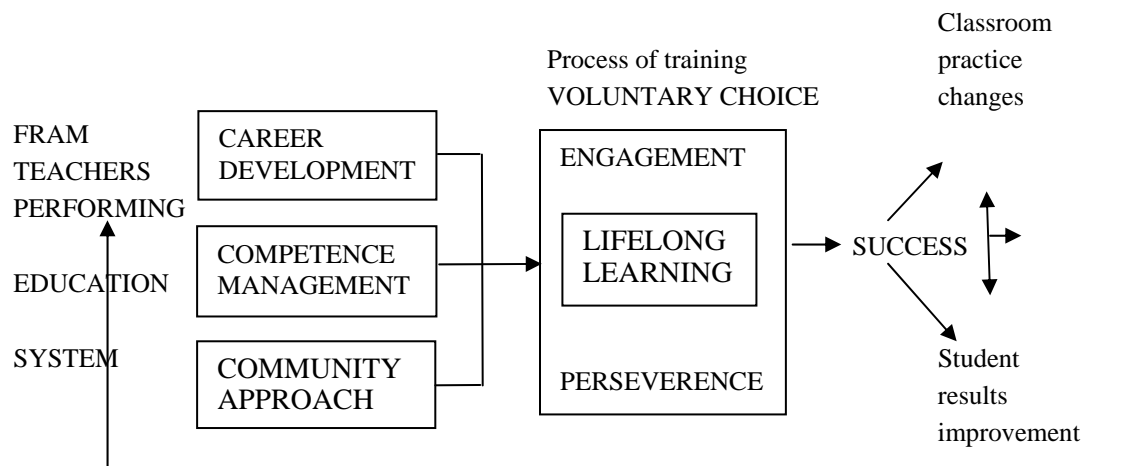 FRAM
TEACHERS
PERFORMING
EDUCATION
SYSTEM
CAREER
DEVELOPMENT
COMPETENCE
MANAGEMENT
COMMUNITY
APPROACH
Process of training
VOLUNTARY CHOICE
ENGAGEMENT
LIFELONG
LEARNING
PERSEVERENCE
SUCCESS
Classroom
practice
changes
Student
results
improvement